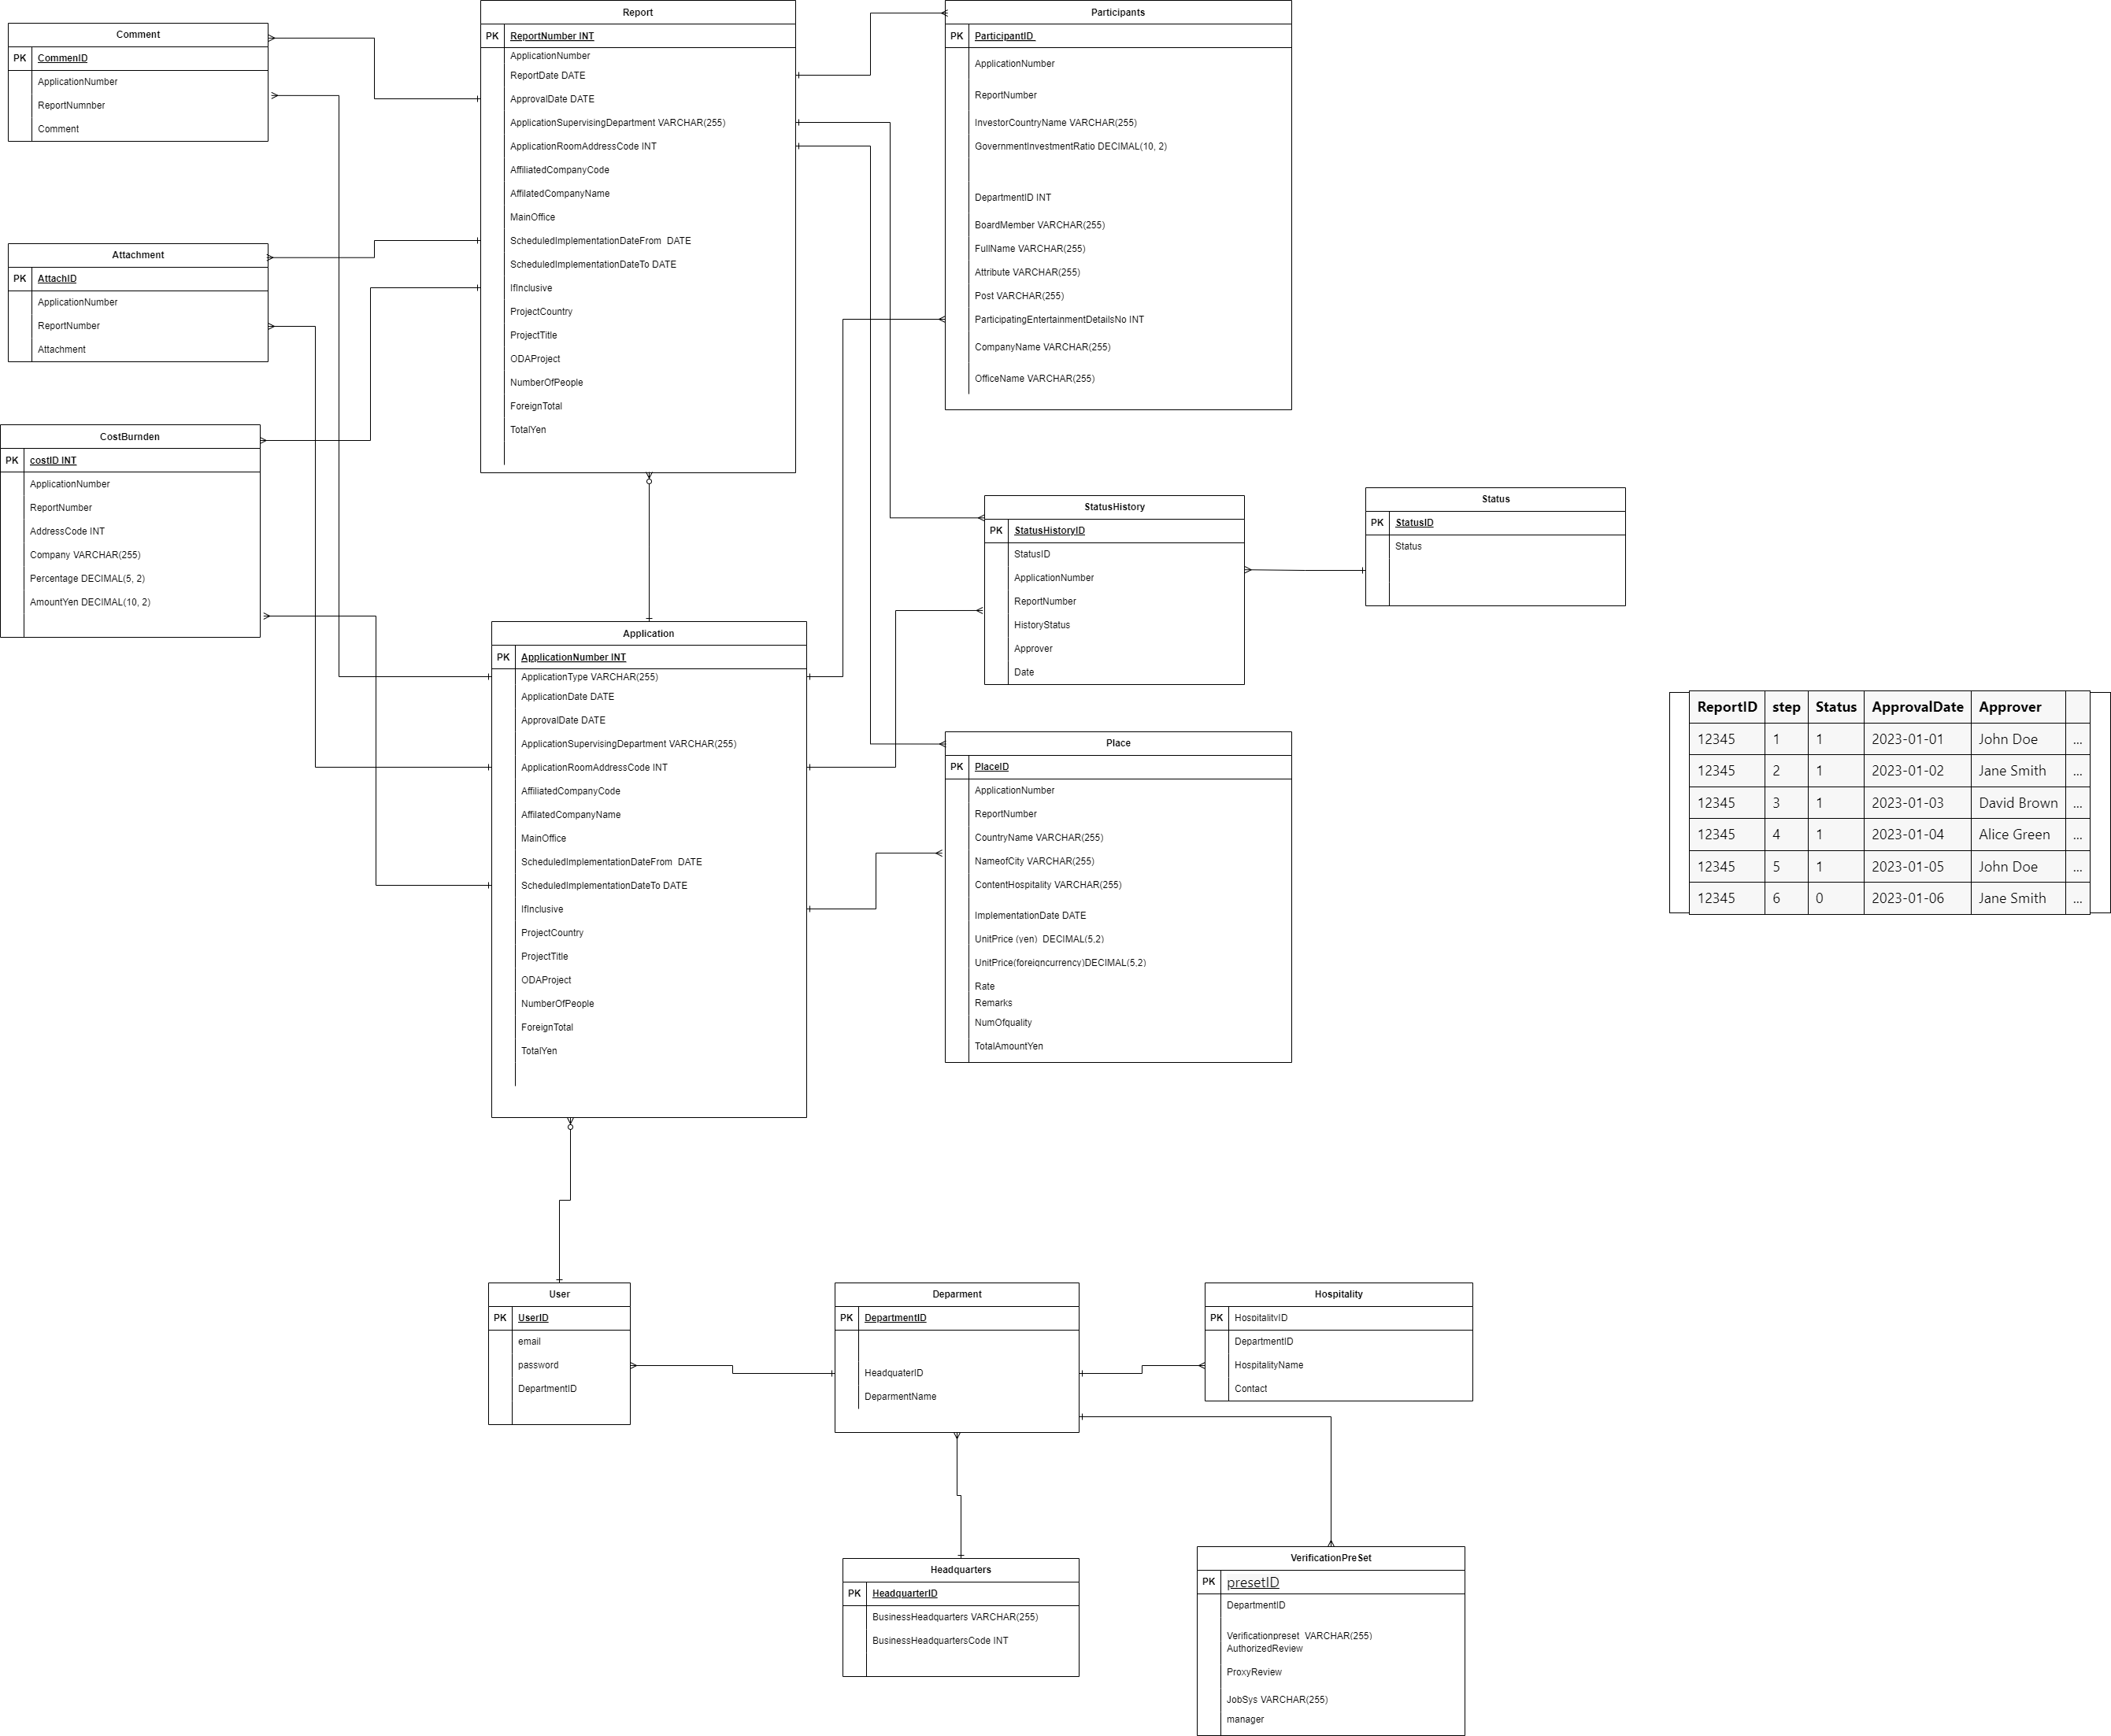 Comment
PK CommenID
ApplicationNumber
ReportNumnber
Comment
Attachment
PK AttachID
ApplicationNumber
ReportNumber
Attachment
CostBurnden
PK costID INT
ApplicationNumber
ReportNumber
AddressCode INT
Company VARCHAR(255)
Percentage DECIMAL(5, 2)
AmountYen DECIMAL(10, 2)
Report
PK ReportNumber INT
ApplicationNumber
ReportDate DATE
ApprovalDate DATE
ApplicationSupervisingDepartment VARCHAR(255)
ApplicationRoomAddressCode INT
AffiliatedCompanyCode
AffilatedCompanyName
MainOffice
ScheduledImplementationDateFrom  DATE
ScheduledImplementationDateTo DATE
IfInclusive
ProjectCountry
ProjectTitle
ODAProject
NumberOfPeople
ForeignTotal
TotalYen
Participants
PK ParticipantID
ApplicationNumber
ReportNumber
InvestorCountryName VARCHAR(255)
GovernmentInvestmentRatio DECIMAL(10, 2)
DepartmentID INT
BoardMember VARCHAR(255)
FullName VARCHAR(255)
Attribute VARCHAR(255)
Post VARCHAR(255)
ParticipatingEntertainmentDetailsNo INT
CompanyName VARCHAR(255)
OfficeName VARCHAR(255)
StatusHistory
PK StatusHistoryID
StatusID
ApplicationNumber
ReportNumber
HistoryStatus
Approver
Date
Status
PK StatusID
Status
Application
PK ApplicationNumber INT
ApplicationType VARCHAR(255)
ApplicationDate DATE
ApprovalDate DATE
ApplicationSupervisingDepartment VARCHAR(255)
ApplicationRoomAddressCode INT
AffiliatedCompanyCode
AffilatedCompanyName
MainOffice
ScheduledImplementationDateFrom  DATE
ScheduledImplementationDateTo DATE
IfInclusive
ProjectCountry
ProjectTitle
ODAProject
NumberOfPeople
ForeignTotal
TotalYen
Place
PK PlaceID
ApplicationNumber
ReportNumber
CountryName VARCHAR(255)
NameofCity VARCHAR(255)
ContentHospitality VARCHAR(255)
ImplementationDate DATE
UnitPrice (yen)  DECIMAL(5,2)
UnitPrice(foreigncurrency)DECIMAL(5,2)
Rate
Remarks
NumOfquality
TotalAmountYen
ReportID step Status ApprovalDate Approver
12345 1 1 2023-01-01 John Doe ...
12345 2 1 2023-01-02 Jane Smith ...
12345 3 1 2023-01-03 David Brown ...
12345 4 1 2023-01-04 Alice Green ...
12345 5 1 2023-01-05 John Doe ...
12345 6 0 2023-01-06 Jane Smith ...
User
PK UserID
email
password
DepartmentID
Deparment
PK DepartmentID
HeadquaterID
DeparmentName
Hospitality
PK HospitalityID
DepartmentID
HospitalityName
Contact
Headquarters
PK HeadquarterID
BusinessHeadquarters VARCHAR(255)
BusinessHeadquartersCode INT
VerificationPreSet
PK presetID
DepartmentID
Verificationpreset  VARCHAR(255)
AuthorizedReview
ProxyReview
JobSys VARCHAR(255)
manager